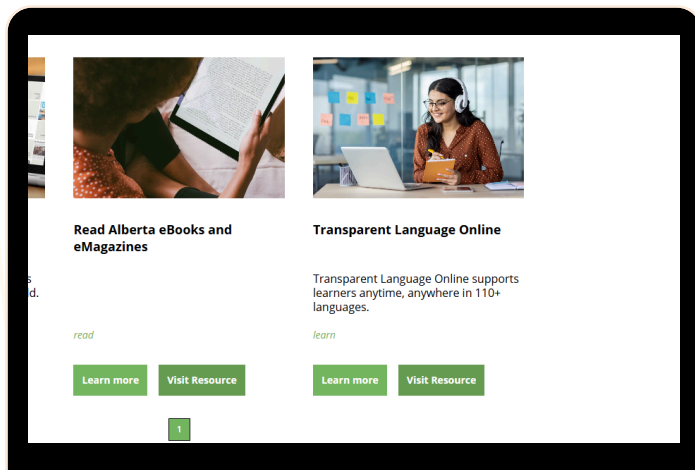 Read Alberta eBooks and
eMagazines
read
Learn more
Visit Resource
Transparent Language Online
Transparent Language Online supports
learners anytime, anywhere in 110+
languages.
learn
Learn more
Visit Resource
1